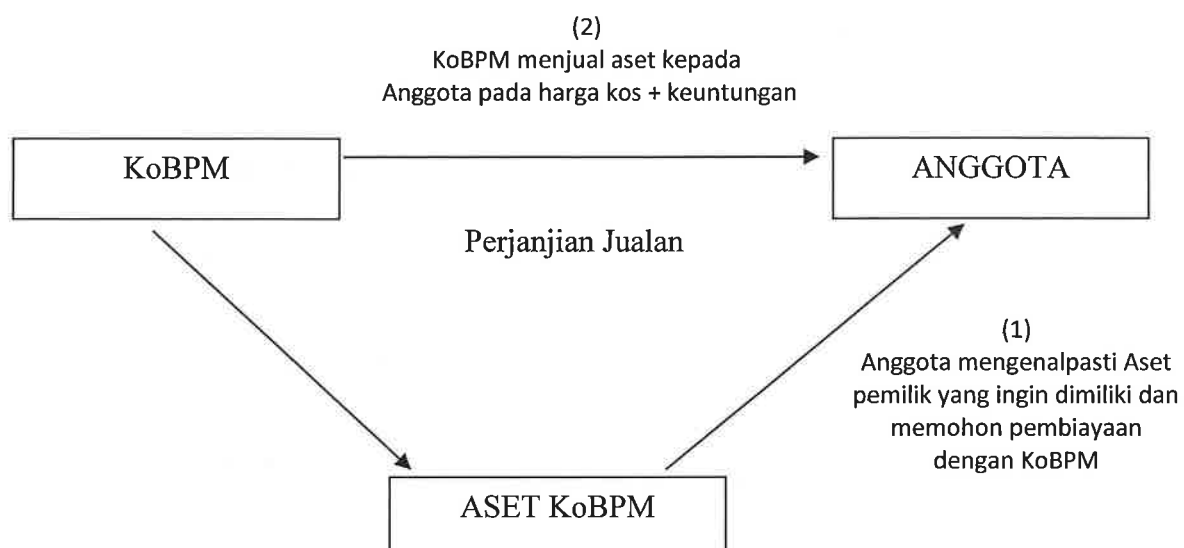 (2)
KoBPM menjual aset kepada
Anggota pada harga kos + keuntungan
KoBPM
ANGGOTA
Perjanjian Jualan
(1)
Anggota mengenalpasti Aset
pemilik yang ingin dimiliki dan
memohon pembiayaan
dengan KoBPM
ASET KoBPM